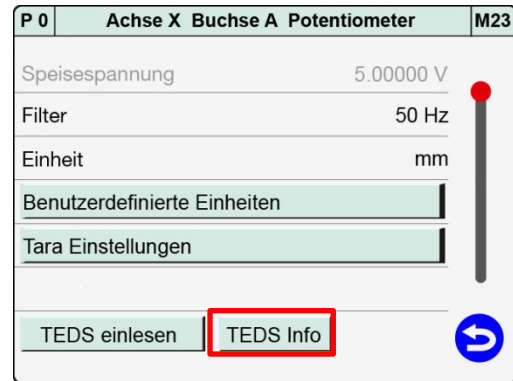 P 0 Achse X Buchse A Potentiometer M23
Speisespannung 5.00000 V
Filter 50 Hz
Einheit mm
Benutzerdefinierte Einheiten
Tara Einstellungen
TEDS einlesen TEDS Info